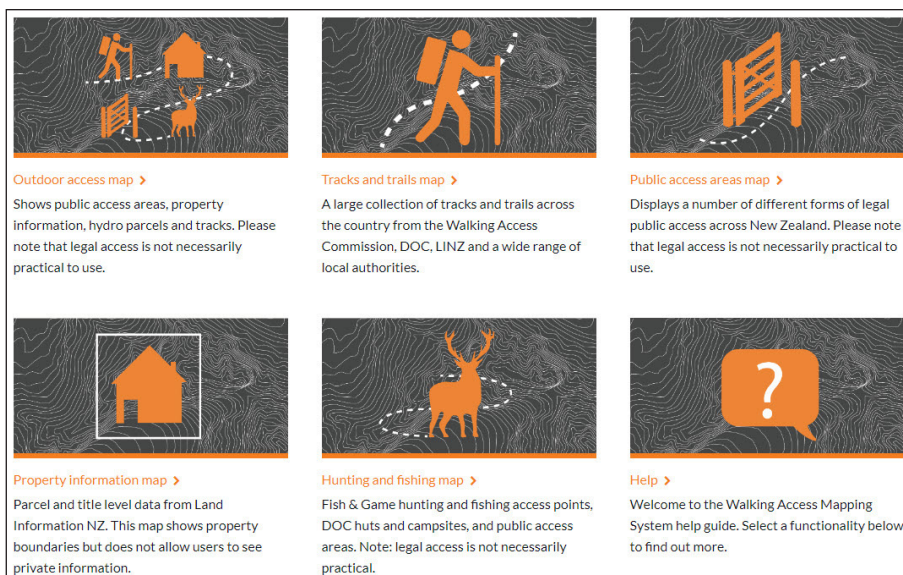 Outdoor access map >
Shows public access areas, property
information, hydro parcels and tracks. Please
note that legal access is not necessarily
practical to use.
Tracks and trails map >
A large collection of tracks and trails across
the country from the Walking Access
Commission, DOC, LINZ and a wide range of
local authorities.
Public access areas map >
Displays a number of different forms of legal
public access across New Zealand. Please note
that legal access is not necessarily practical to
use.
Property information map >
Parcel and title level data from Land
Information NZ. This map shows property
boundaries but does not allow users to see
private information.
Hunting and fishing map >
Fish & Game hunting and fishing access points,
DOC huts and campsites, and public access
areas. Note: legal access is not necessarily
practical.
?
Help >
Welcome to the Walking Access Mapping
System help guide. Select a functionality below
to find out more.